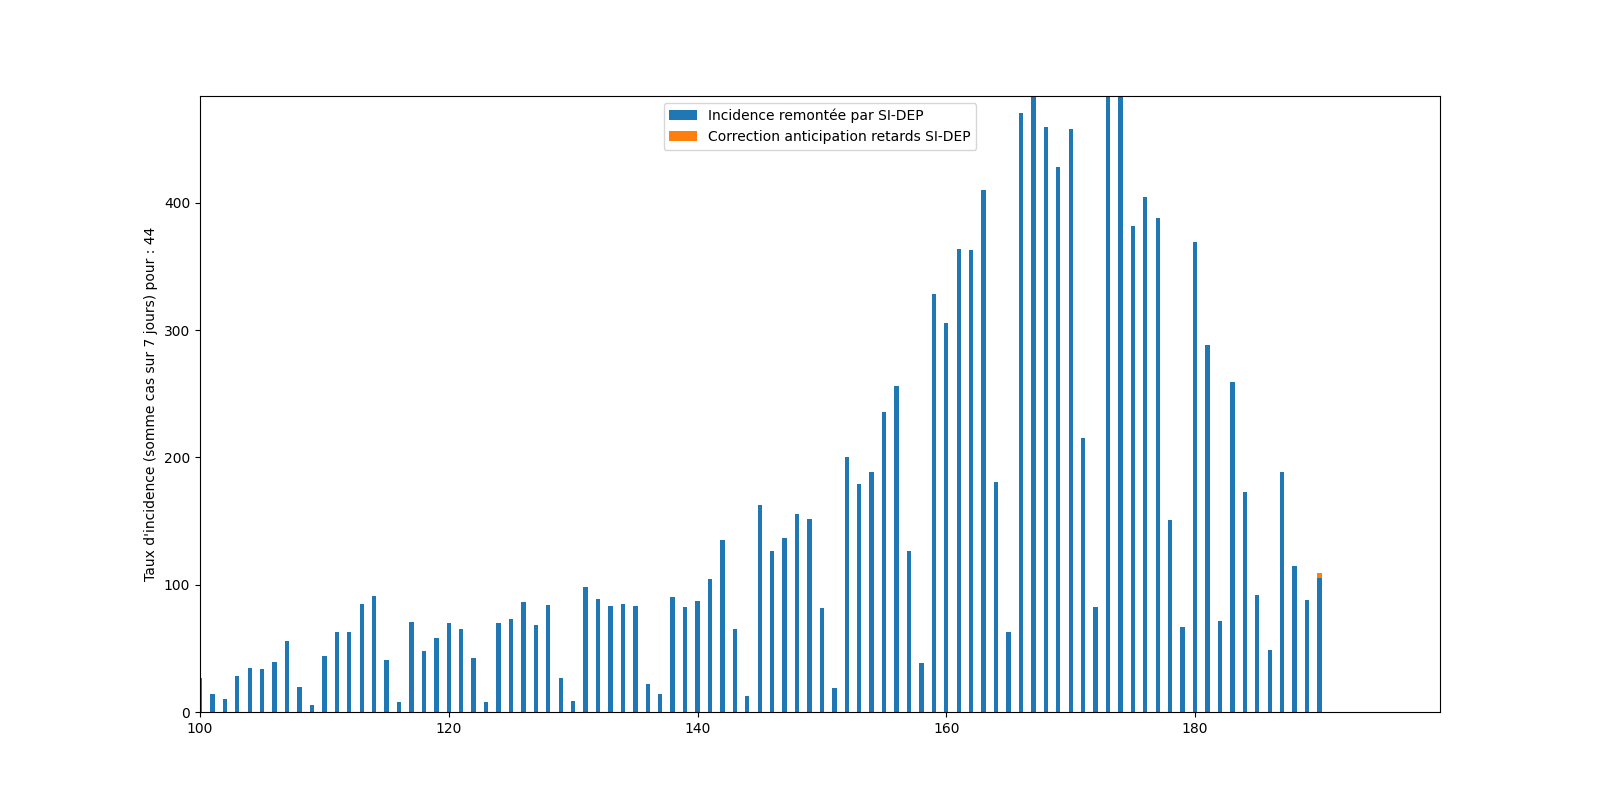 Incidence remontée par SI-DEP
Correction anticipation retards SI-DEP
Taux d'incidence (somme cas sur 7 jours) pour : 44
400
300
200
100
0
100 120 140 160 180